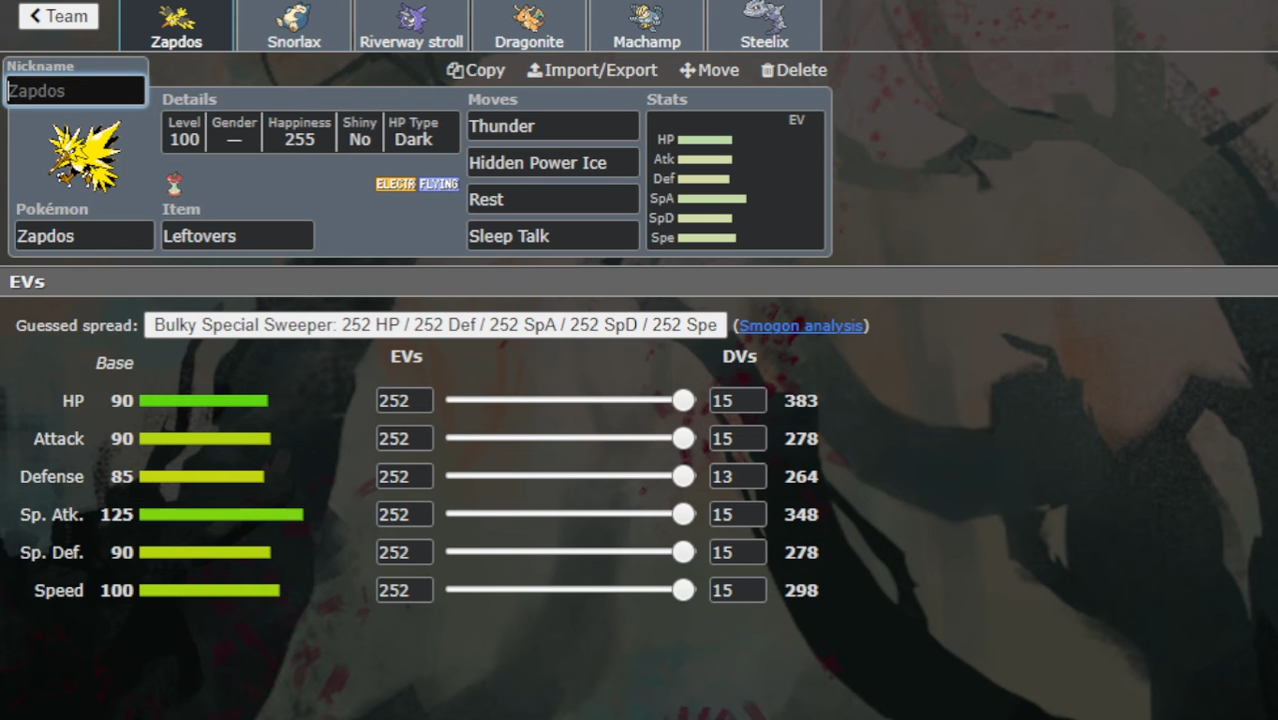 Team
Zapdos
Snorlax
Riverway stroll
Dragonite
Machamp
Steelix
Nickname
Zapdos
Copy
Import/Export
Move
Delete
Details
Moves
Stats
Level Gender Happiness Shiny HP Type
100 — 255 No Dark
ELECTR FLYING
Pokémon
Zapdos
Item
Leftovers
Thunder
Hidden Power Ice
Rest
Sleep Talk
EV
HP
Atk
Def
SpA
SpD
Spe
EVs
Guessed spread: Bulky Special Sweeper: 252 HP / 252 Def / 252 SpA / 252 SpD / 252 Spe (Smogon analysis)
Base EVs DVs
HP 90 252 15 383
Attack 90 252 15 278
Defense 85 252 13 264
Sp. Atk. 125 252 15 348
Sp. Def. 90 252 15 278
Speed 100 252 15 298